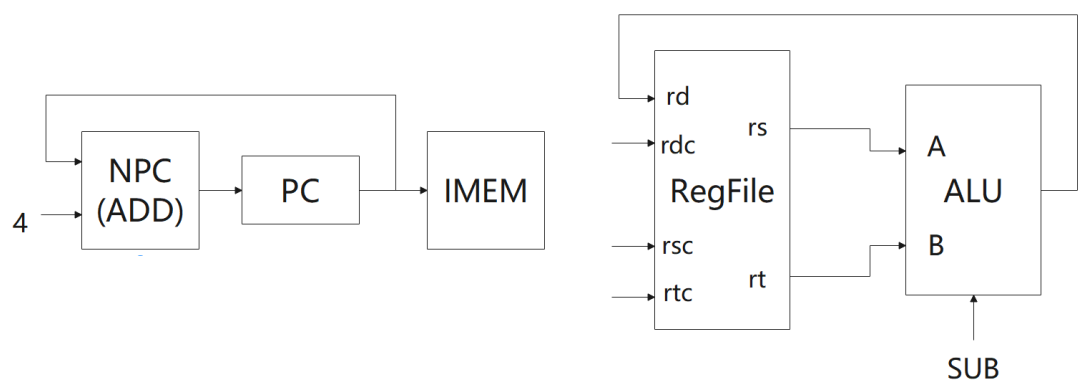 NPC
(ADD)
4
PC
IMEM
rd
rdc
rs
RegFile
rsc
rt
rtc
A
ALU
B
SUB